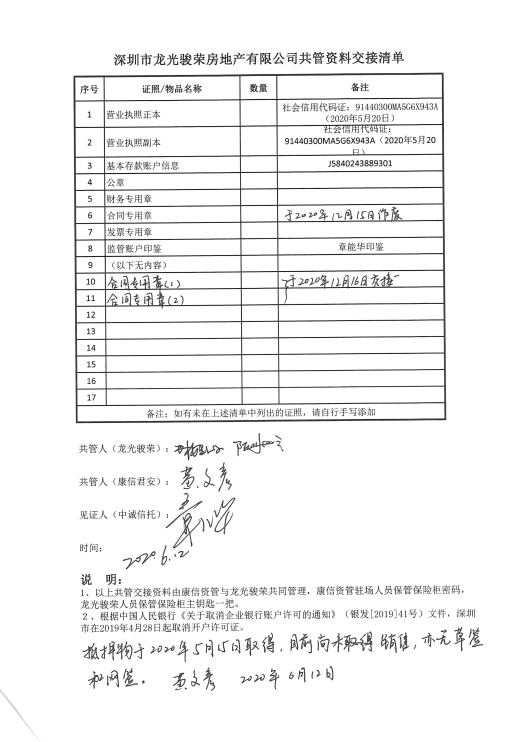 深圳市龙光骏荣房地产有限公司共管资料交接清单
序号 证照/物品名称 数量 备注
1 营业执照正本 社会信用代码证：91440300MA5G6X943A
（2020年5月20日）
2 营业执照副本 社会信用代码证：
91440300MA5G6X943A（2020年5月20
日）
3 基本存款账户信息 J5840243889301
4 公章
5 财务专用章
6 合同专用章 于2020年12月15日作废
7 发票专用章
8 监管账户印鉴 章能华印鉴
9 （以下无内容）
10 合同专用章(1) 于2020年12月16日交接
11 合同专用章(2)
12
13
14
15
16
17
备注：如有未在上述清单中列出的证照，请自行手写添加
共管人（龙光骏荣）：
共管人（康信君安）：黄文彦
见证人（中诚信托）：
时间： 2020.6.12
说 明：
1、以上共管交接资料由康信资管与龙光骏荣共同管理，康信资管驻场人员保管保险柜密码，
龙光骏荣人员保管保险柜主钥匙一把。
2、根据中国人民银行《关于取消企业银行账户许可的通知》（银发[2019]41号）文件，深圳
市在2019年4月28日起取消开户许可证。
抵押物于2020年5月15日取得，目前尚未取得销售，亦无草签
和网签。 黄文彦 2020年6月12日